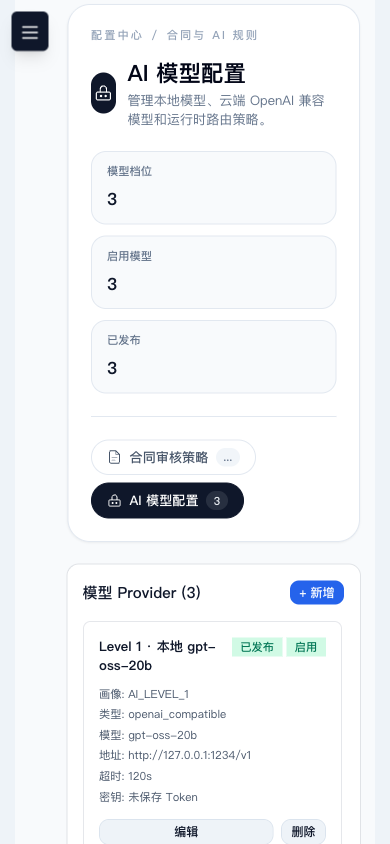 配置中心 / 合同与 AI 规则
AI 模型配置
管理本地模型、云端 OpenAI 兼容
模型和运行时路由策略。
模型档位
3
启用模型
3
已发布
3
合同审核策略 ...
AI 模型配置 3
模型 Provider (3)
+ 新增
Level 1 · 本地 gpt-
oss-20b
已发布 启用
画像: AI_LEVEL_1
类型: openai_compatible
模型: gpt-oss-20b
地址: http://127.0.0.1:1234/v1
超时: 120s
密钥: 未保存 Token
编辑 删除